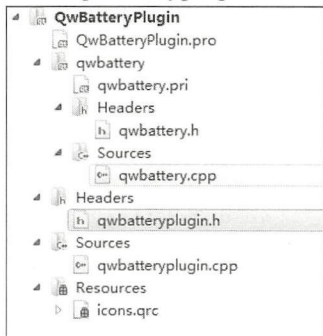 QwBatteryPlugin
QwBatteryPlugin.pro
qwbattery
qwbattery.pri
Headers
qwbattery.h
Sources
qwbattery.cpp
Headers
qwbatteryplugin.h
Sources
qwbatteryplugin.cpp
Resources
icons.qrc